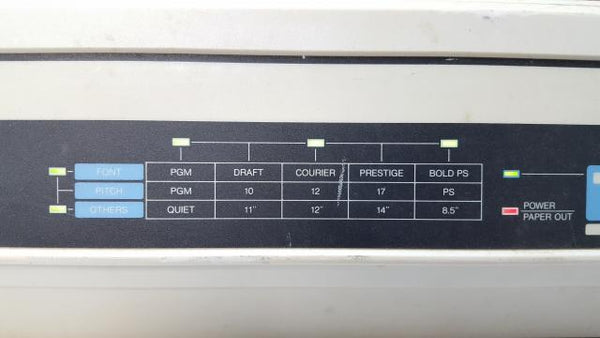 FONT PGM DRAFT COURIER PRESTIGE BOLD PS
PITCH PGM 10 12 17 PS
OTHERS QUIET 11" 12" 14" 8.5"
POWER
PAPER OUT